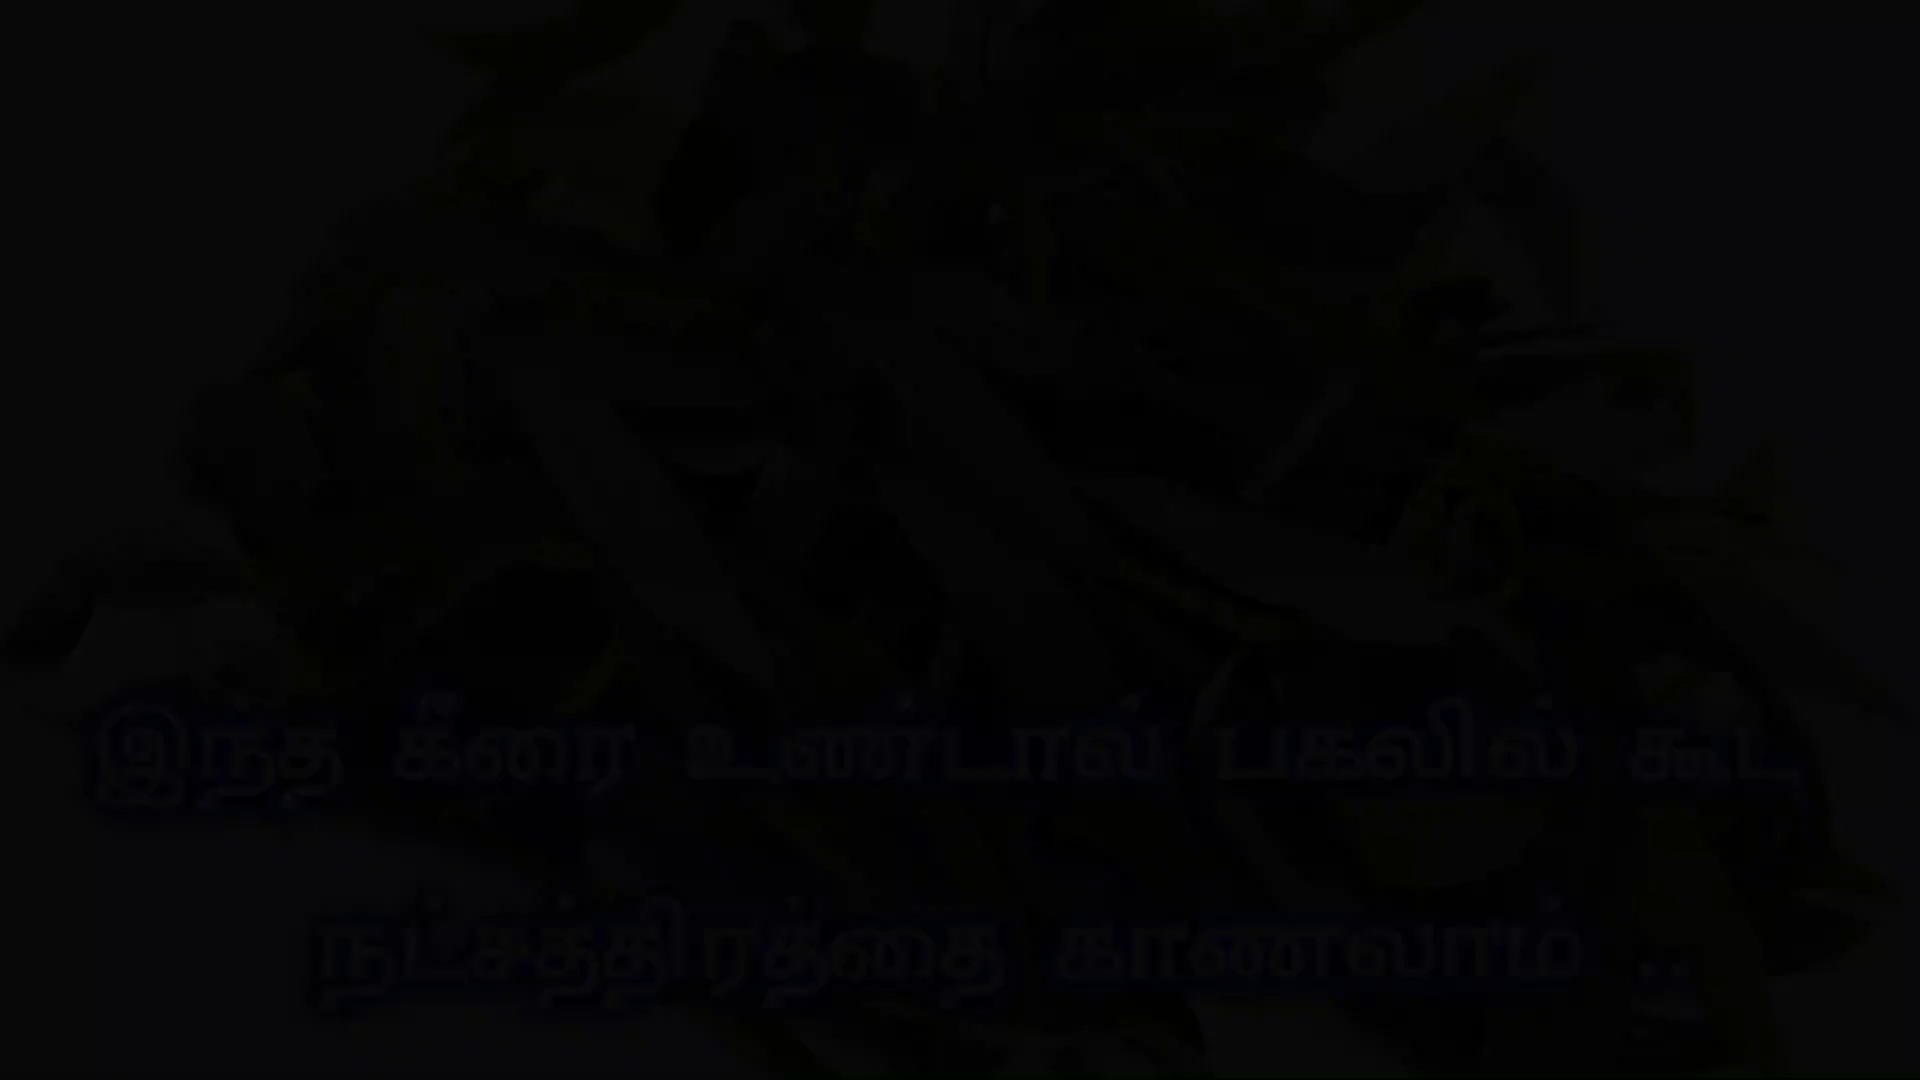 இந்த கீரை உண்டால் பகலில் கூட
நட்சத்திரத்தை காணலாம் ..